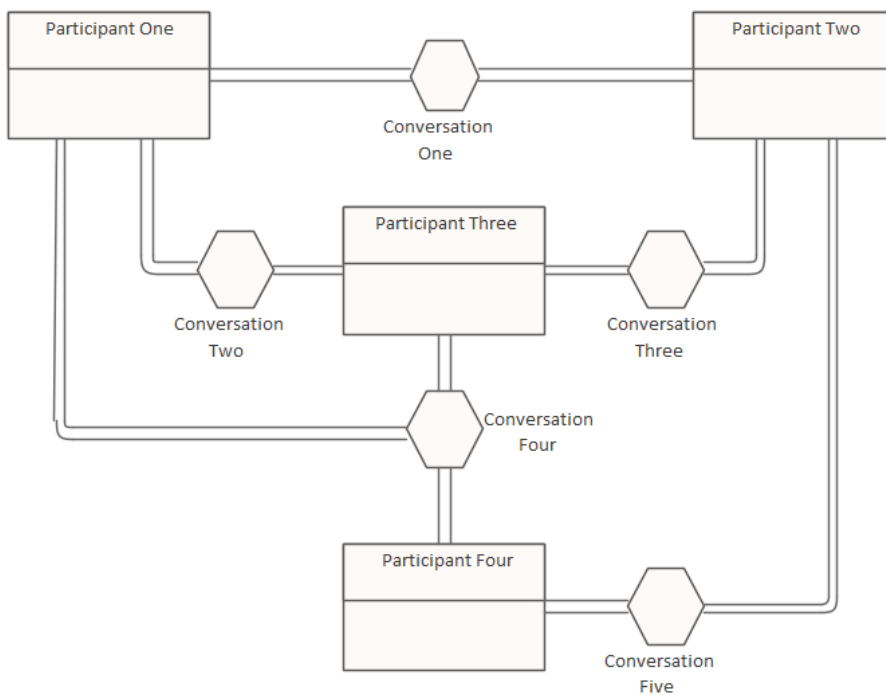 Participant One
Participant Two
Conversation
One
Participant Three
Conversation
Two
Conversation
Three
Conversation
Four
Participant Four
Conversation
Five